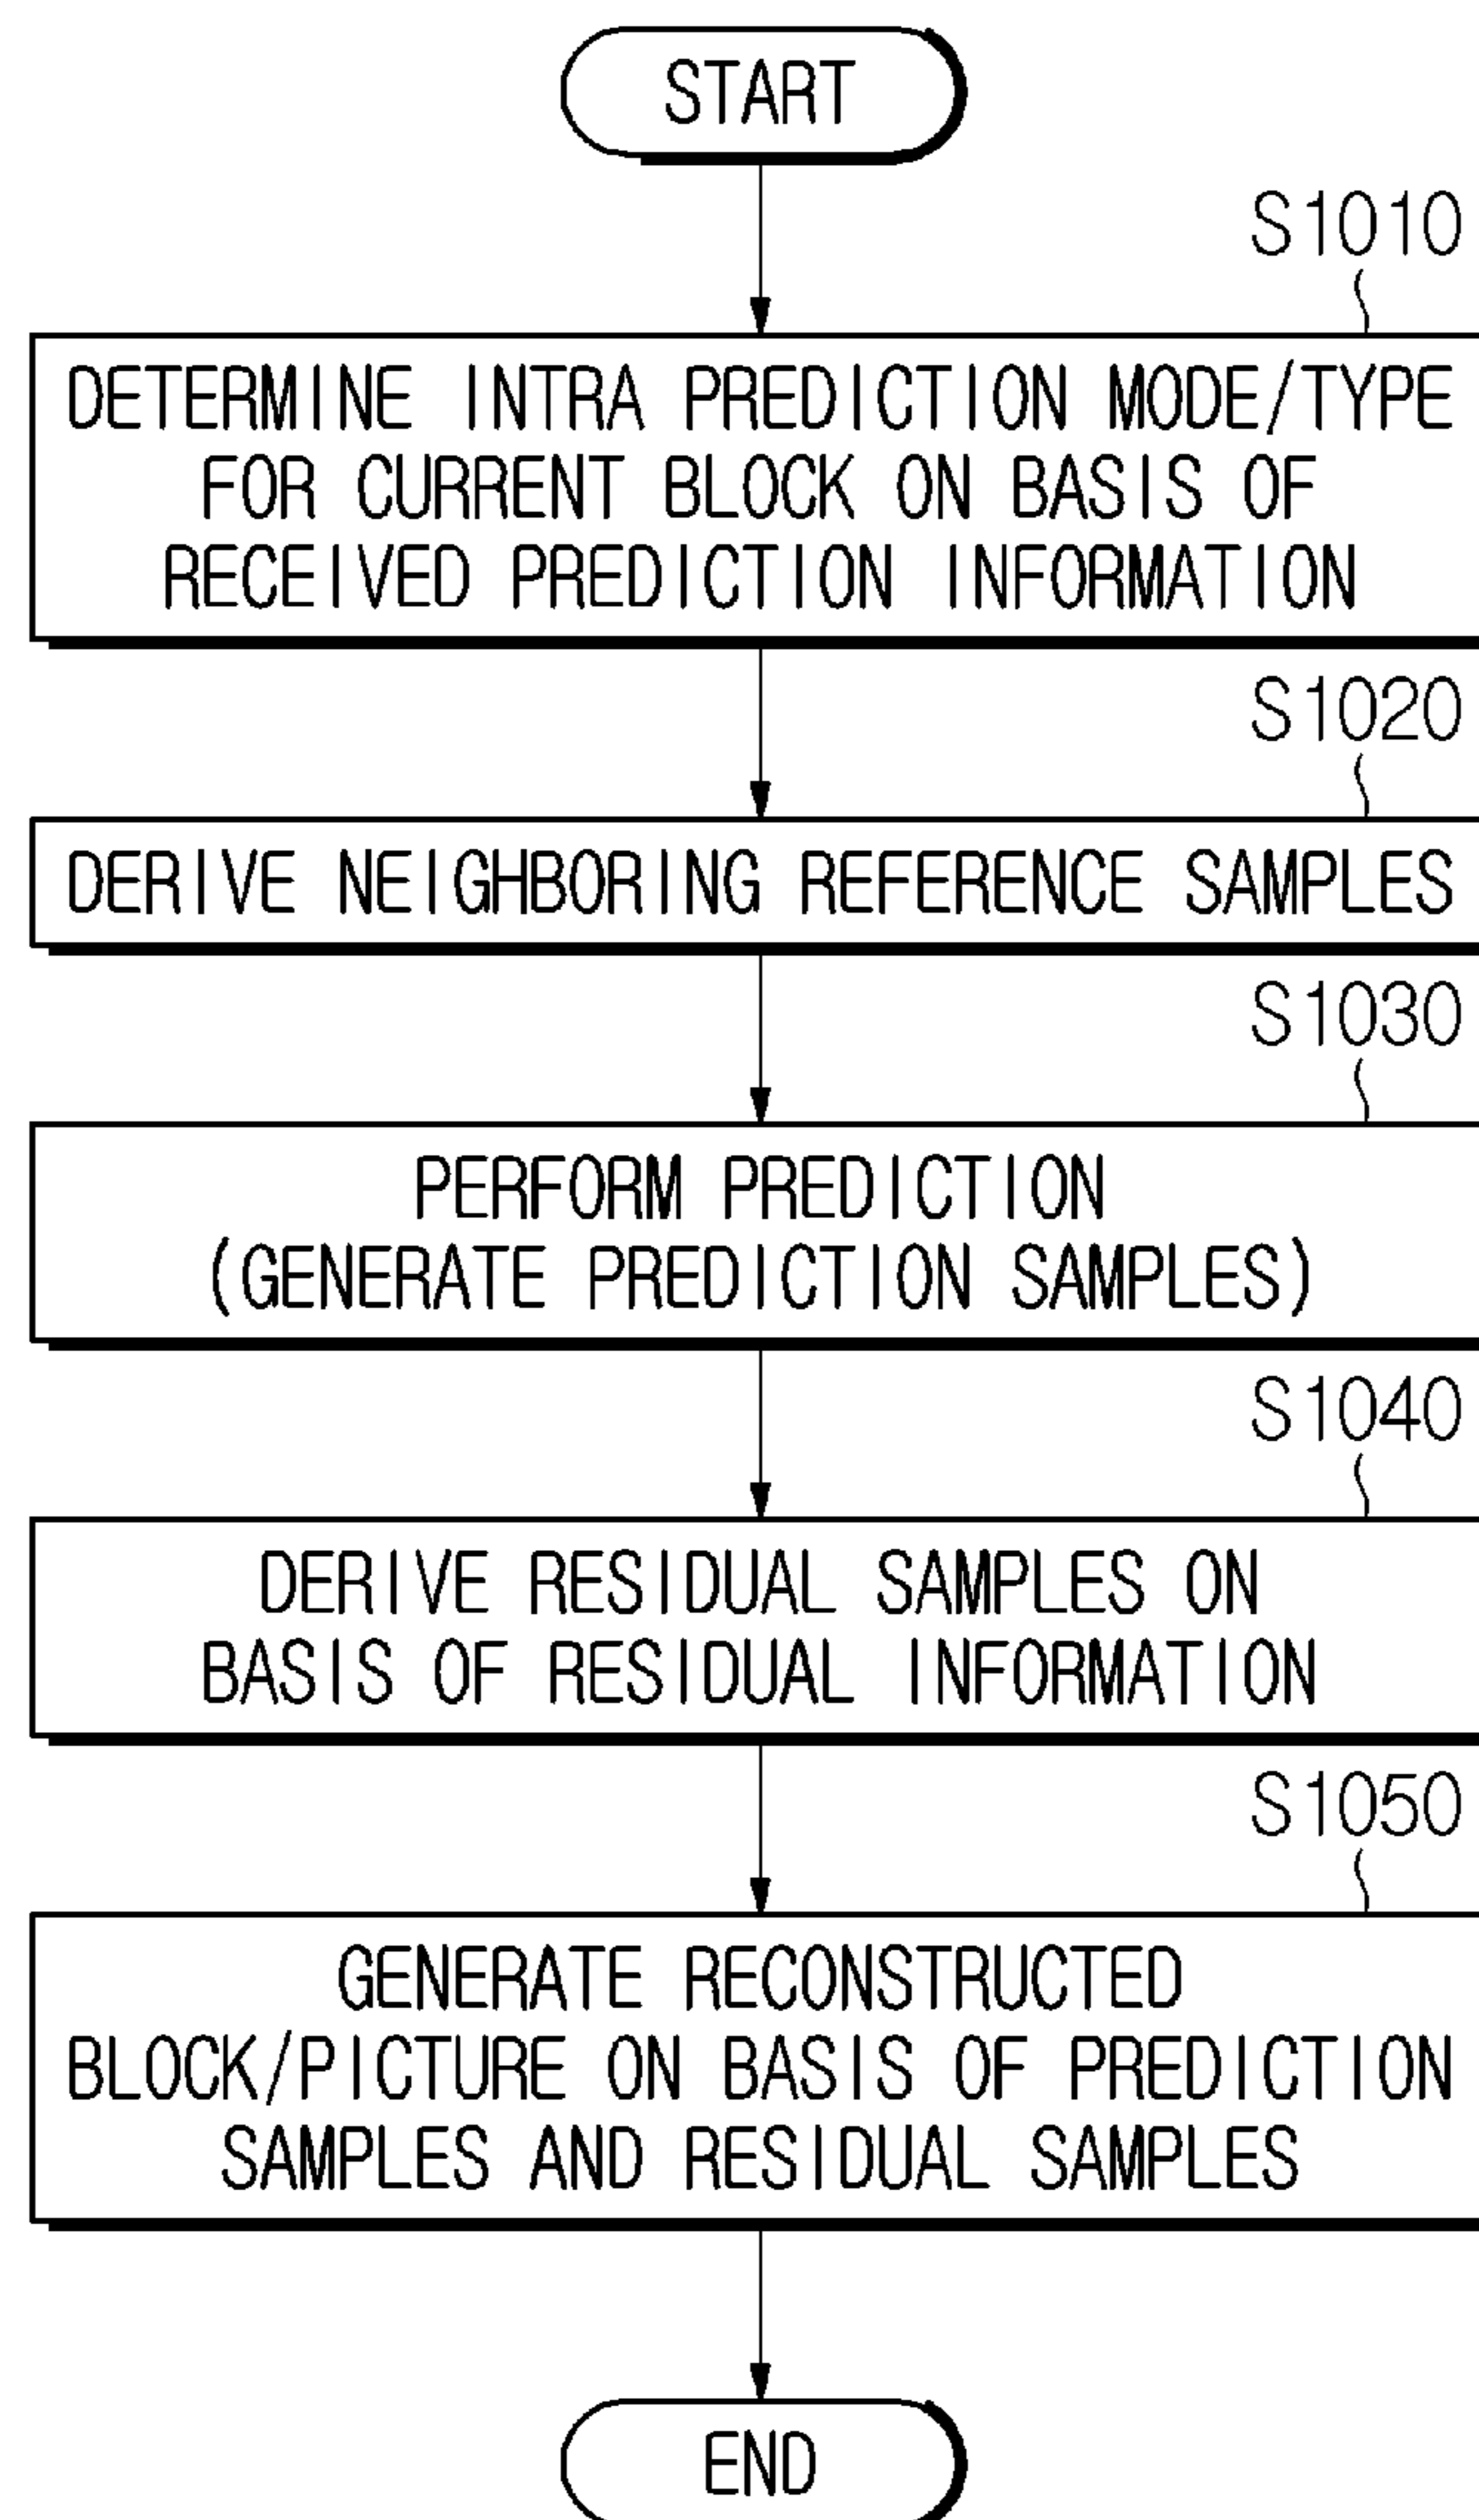 START
S1010
DETERMINE INTRA PREDICTION MODE/TYPE
FOR CURRENT BLOCK ON BASIS OF
RECEIVED PREDICTION INFORMATION
S1020
DERIVE NEIGHBORING REFERENCE SAMPLES
S1030
PERFORM PREDICTION
(GENERATE PREDICTION SAMPLES)
S1040
DERIVE RESIDUAL SAMPLES ON
BASIS OF RESIDUAL INFORMATION
S1050
GENERATE RECONSTRUCTED
BLOCK/PICTURE ON BASIS OF PREDICTION
SAMPLES AND RESIDUAL SAMPLES
END